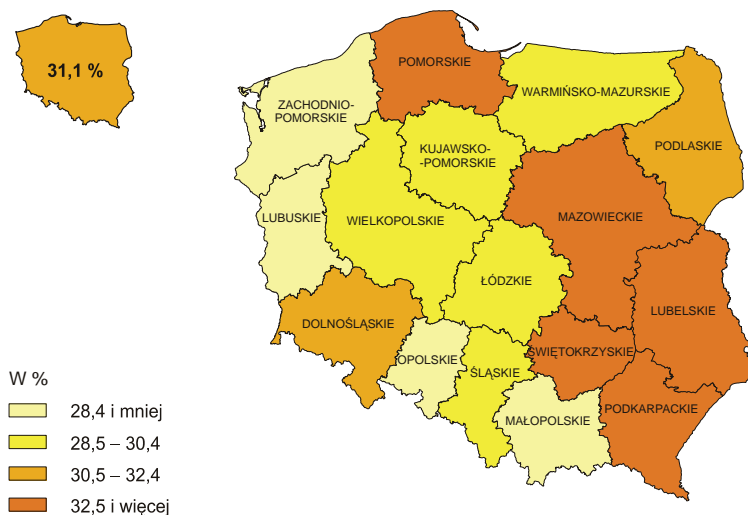 31,1 %
POMORSKIE
ZACHODNIO-
POMORSKIE
WARMIŃSKO-MAZURSKIE
KUJAWSKO-
-POMORSKIE
PODLASKIE
LUBUSKIE
WIELKOPOLSKIE
MAZOWIECKIE
ŁÓDZKIE
LUBELSKIE
DOLNOŚLĄSKIE
OPOLSKIE
ŚLĄSKIE
ŚWIĘTOKRZYSKIE
MAŁOPOLSKIE
PODKARPACKIE
W %
28,4 i mniej
28,5 – 30,4
30,5 – 32,4
32,5 i więcej